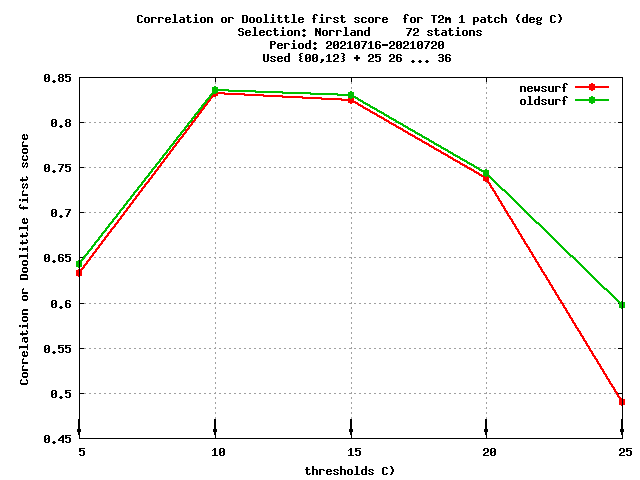 Correlation or Doolittle first score  for T2m 1 patch (deg C)
Selection: Norrland     72 stations
Period: 20210716-20210720
Used {00,12} + 25 26 ... 36
newsurf
oldsurf
Correlation or Doolittle first score
0.85
0.8
0.75
0.7
0.65
0.6
0.55
0.5
0.45
5 10 15 20 25
thresholds C)